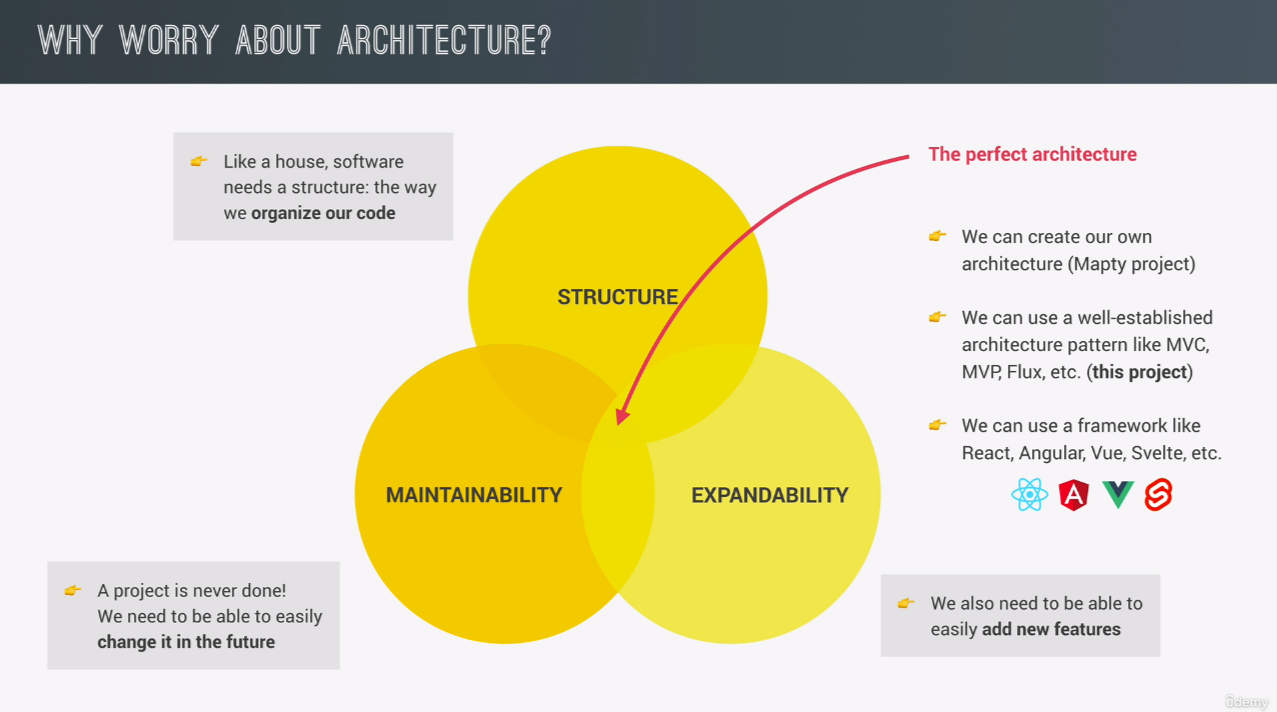 WHY WORRY ABOUT ARCHITECTURE?
Like a house, software
needs a structure: the way
we organize our code
The perfect architecture
We can create our own
architecture (Mapty project)
We can use a well-established
architecture pattern like MVC,
MVP, Flux, etc. (this project)
We can use a framework like
React, Angular, Vue, Svelte, etc.
STRUCTURE
MAINTAINABILITY
EXPANDABILITY
A project is never done!
We need to be able to easily
change it in the future
We also need to be able to
easily add new features
ûdemy